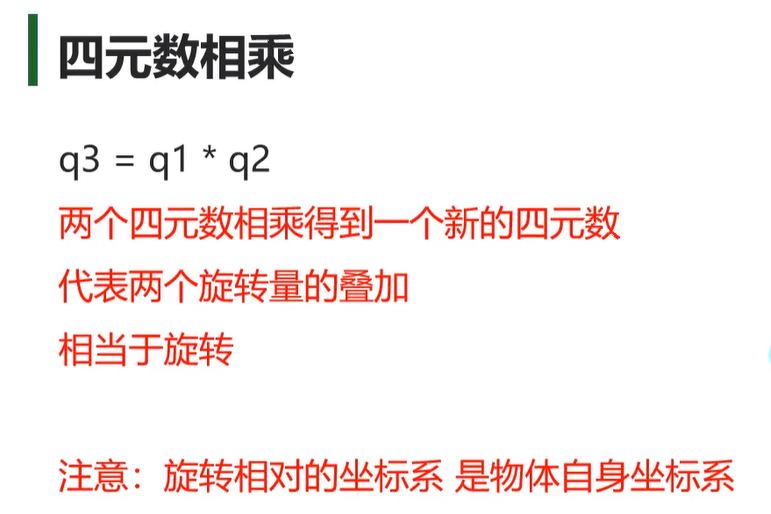 四元数相乘
q3 = q1 * q2
两个四元数相乘得到一个新的四元数
代表两个旋转量的叠加
相当于旋转
注意：旋转相对的坐标系 是物体自身坐标系